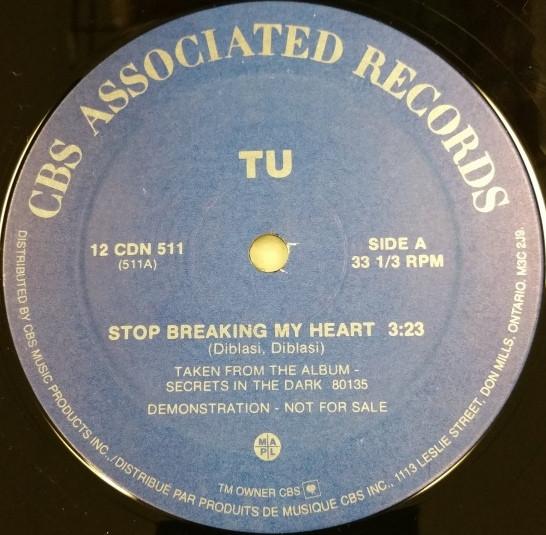 CBS ASSOCIATED RECORDS
TU
12 CDN 511
(511A)
SIDE A
33 1/3 RPM
STOP BREAKING MY HEART 3:23
(Diblasi, Diblasi)
TAKEN FROM THE ALBUM -
SECRETS IN THE DARK 80135
DEMONSTRATION - NOT FOR SALE
M A
P L
TM OWNER CBS
DISTRIBUTED BY CBS MUSIC PRODUCTS INC., / DISTRIBUÉ PAR PRODUITS DE MUSIQUE CBS INC., 1113 LESLIE STREET, DON MILLS, ONTARIO. M3C 2J9.